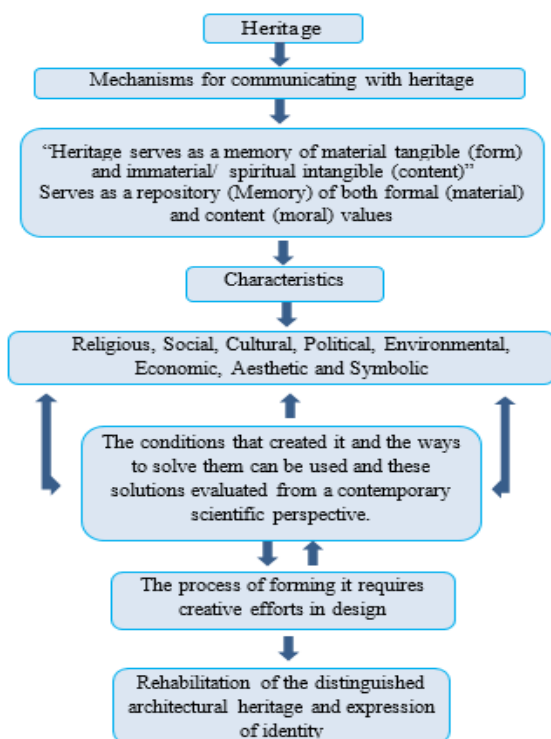 Heritage
Mechanisms for communicating with heritage
“Heritage serves as a memory of material tangible (form)
and immaterial/ spiritual intangible (content)”
Serves as a repository (Memory) of both formal (material)
and content (moral) values
Characteristics
Religious, Social, Cultural, Political, Environmental,
Economic, Aesthetic and Symbolic
The conditions that created it and the ways
to solve them can be used and these
solutions evaluated from a contemporary
scientific perspective.
The process of forming it requires
creative efforts in design
Rehabilitation of the distinguished
architectural heritage and expression
of identity